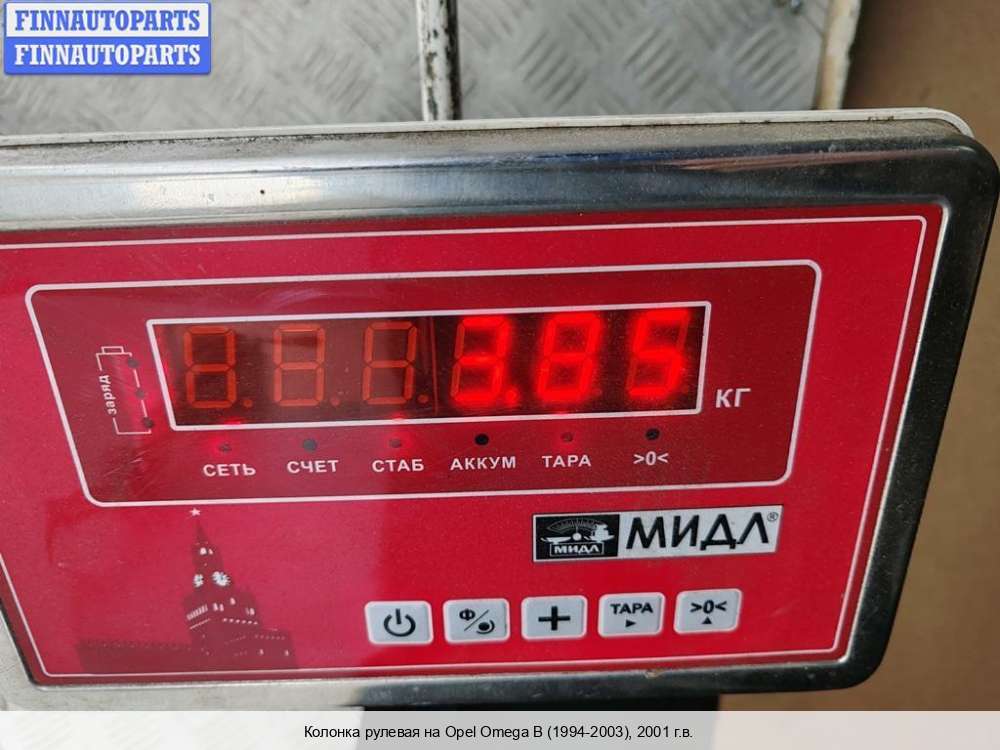 FINNAUTOPARTS
FINNAUTOPARTS
заряд
3.85
КГ
СЕТЬ СЧЕТ СТАБ АККУМ ТАРА >0<
МИДЛ МИДЛ®
Ф ТАРА >0<
Колонка рулевая на Opel Omega B (1994-2003), 2001 г.в.